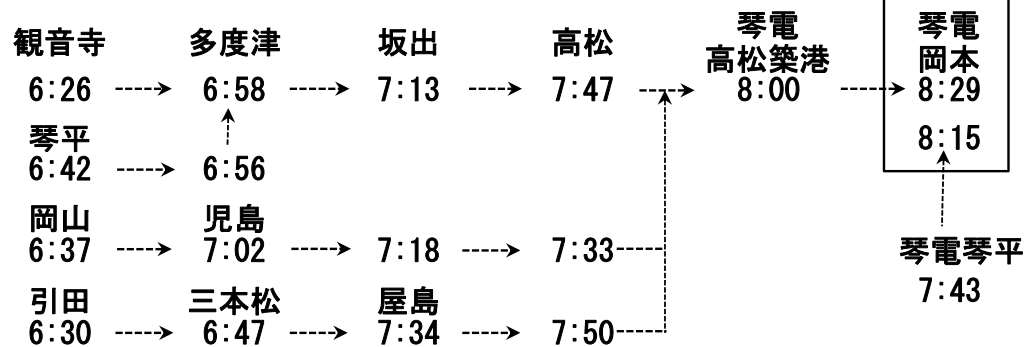 観音寺 多度津 坂出 高松 琴電 高松築港 琴電 岡本
6:26 6:58 7:13 7:47 8:00 8:29
琴平
6:42 6:56 8:15
岡山 児島
6:37 7:02 7:18 7:33
琴電琴平
7:43
引田 三本松 屋島
6:30 6:47 7:34 7:50